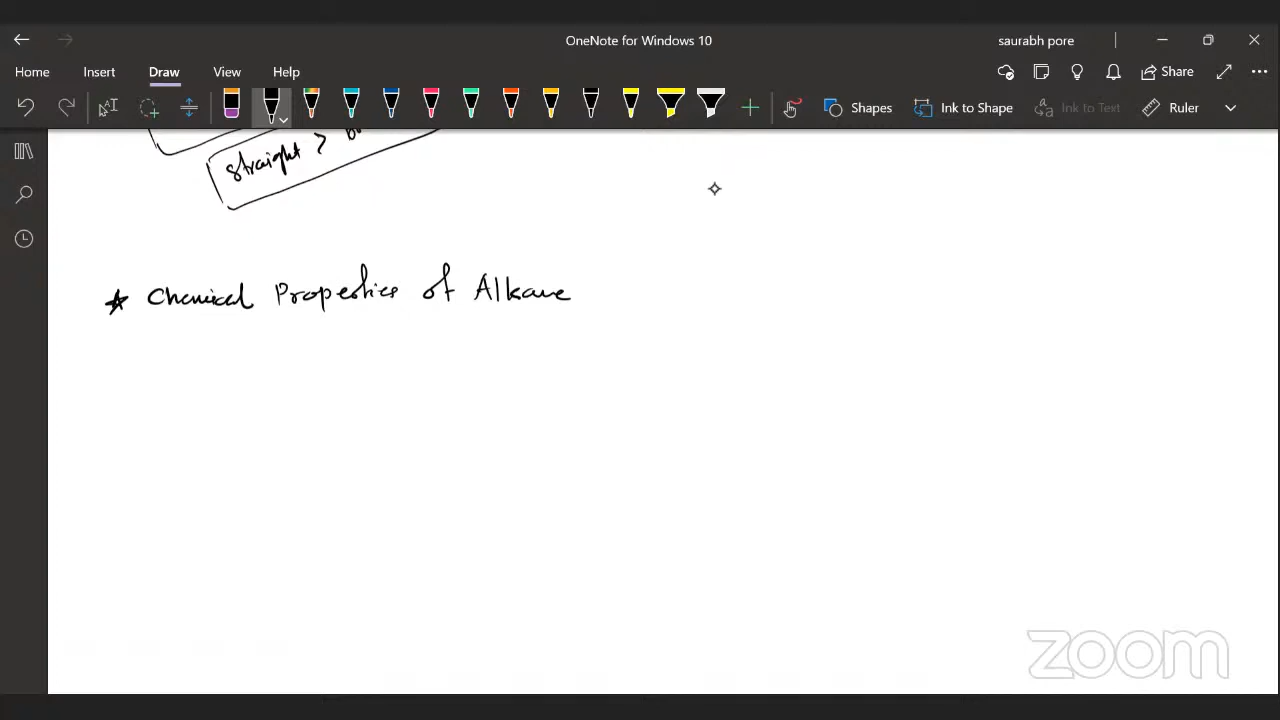 OneNote for Windows 10
saurabh pore
Home Insert Draw View Help
Share
Shapes Ink to Shape Ink to Text Ruler
straight >
* Chemical Properties of Alkane
zoom